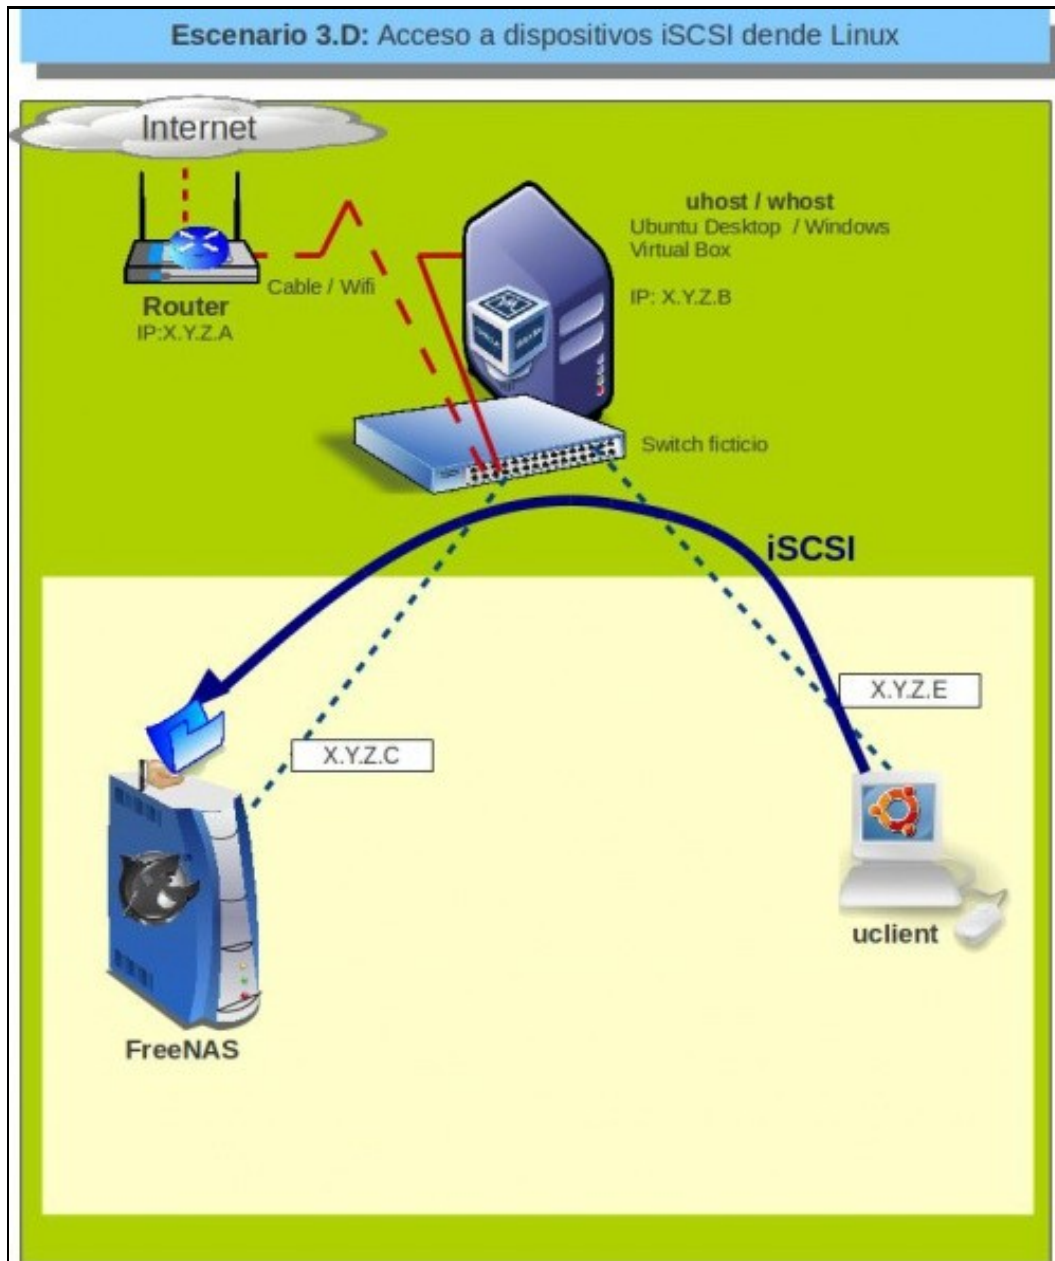 Escenario 3.D: Acceso a dispositivos iSCSI dende Linux
Internet
uhost / whost
Ubuntu Desktop / Windows
Virtual Box
IP: X.Y.Z.B
Cable / Wifi
Router
IP:X.Y.Z.A
Switch ficticio
iSCSI
X.Y.Z.E
X.Y.Z.C
uclient
FreeNAS